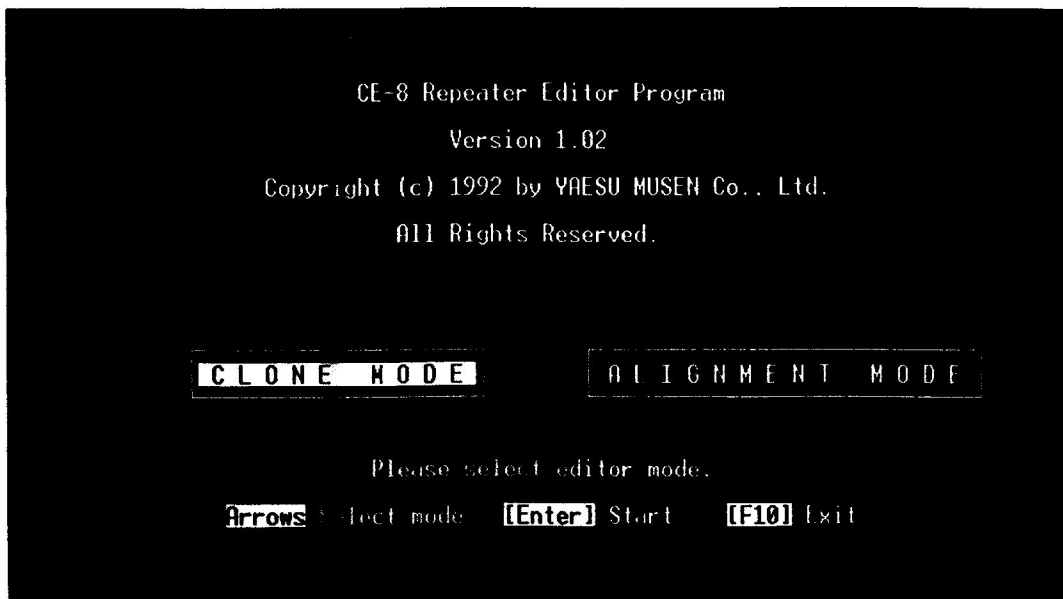 CE-8 Repeater Editor Program
Version 1.02
Copyright (c) 1992 by YAESU MUSEN Co., Ltd.
All Rights Reserved.
CLONE MODE ALIGNMENT MODE
Please select editor mode.
Arrows Select mode [Enter] Start [F10] Exit